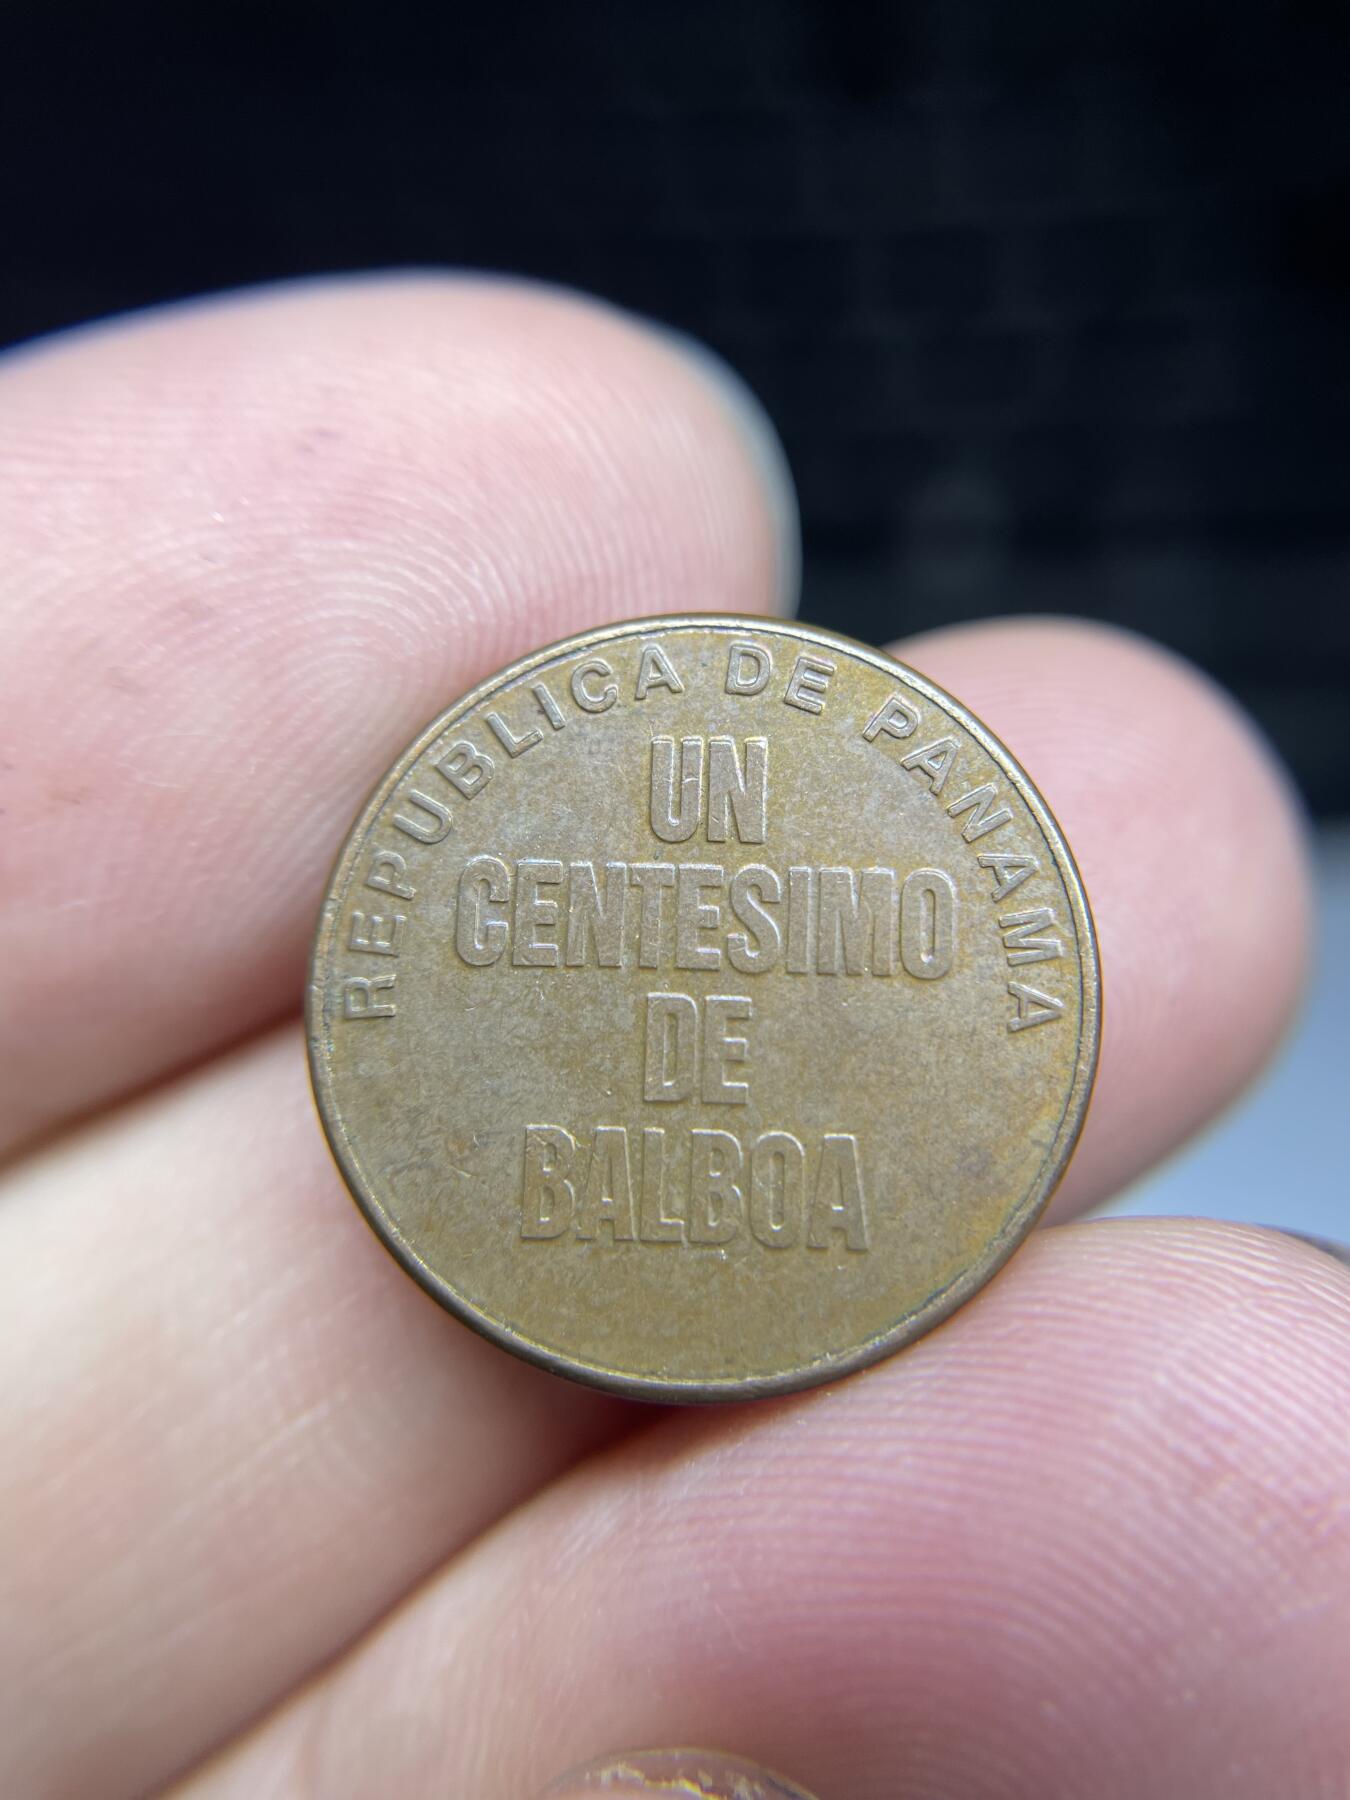 REPUBLICA DE PANAMA
UN
CENTESIMO
DE
BALBOA